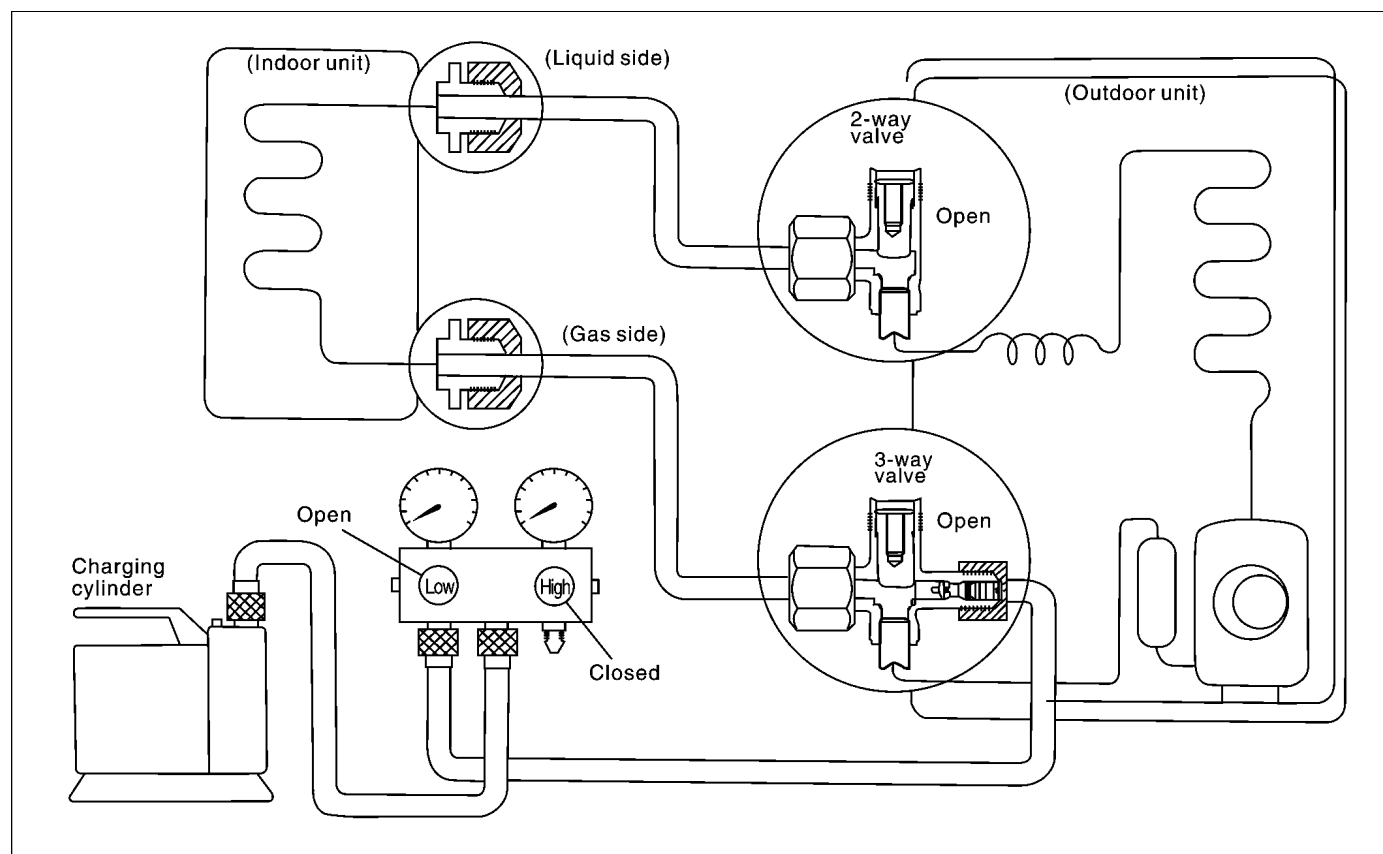 (Indoor unit)
(Liquid side)
(Outdoor unit)
2-way
valve
Open
(Gas side)
3-way
valve
Open
Open
Charging
cylinder
Low
High
Closed